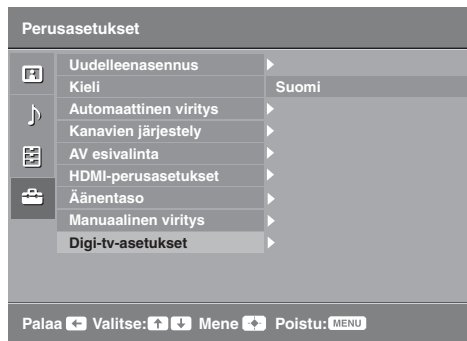 Perusasetukset
Uudelleenasennus
Kieli Suomi
Automaattinen viritys
Kanavien järjestely
AV esivalinta
HDMI-perusasetukset
Äänentaso
Manuaalinen viritys
Digi-tv-asetukset
Palaa Valitse: Mene Poistu: MENU